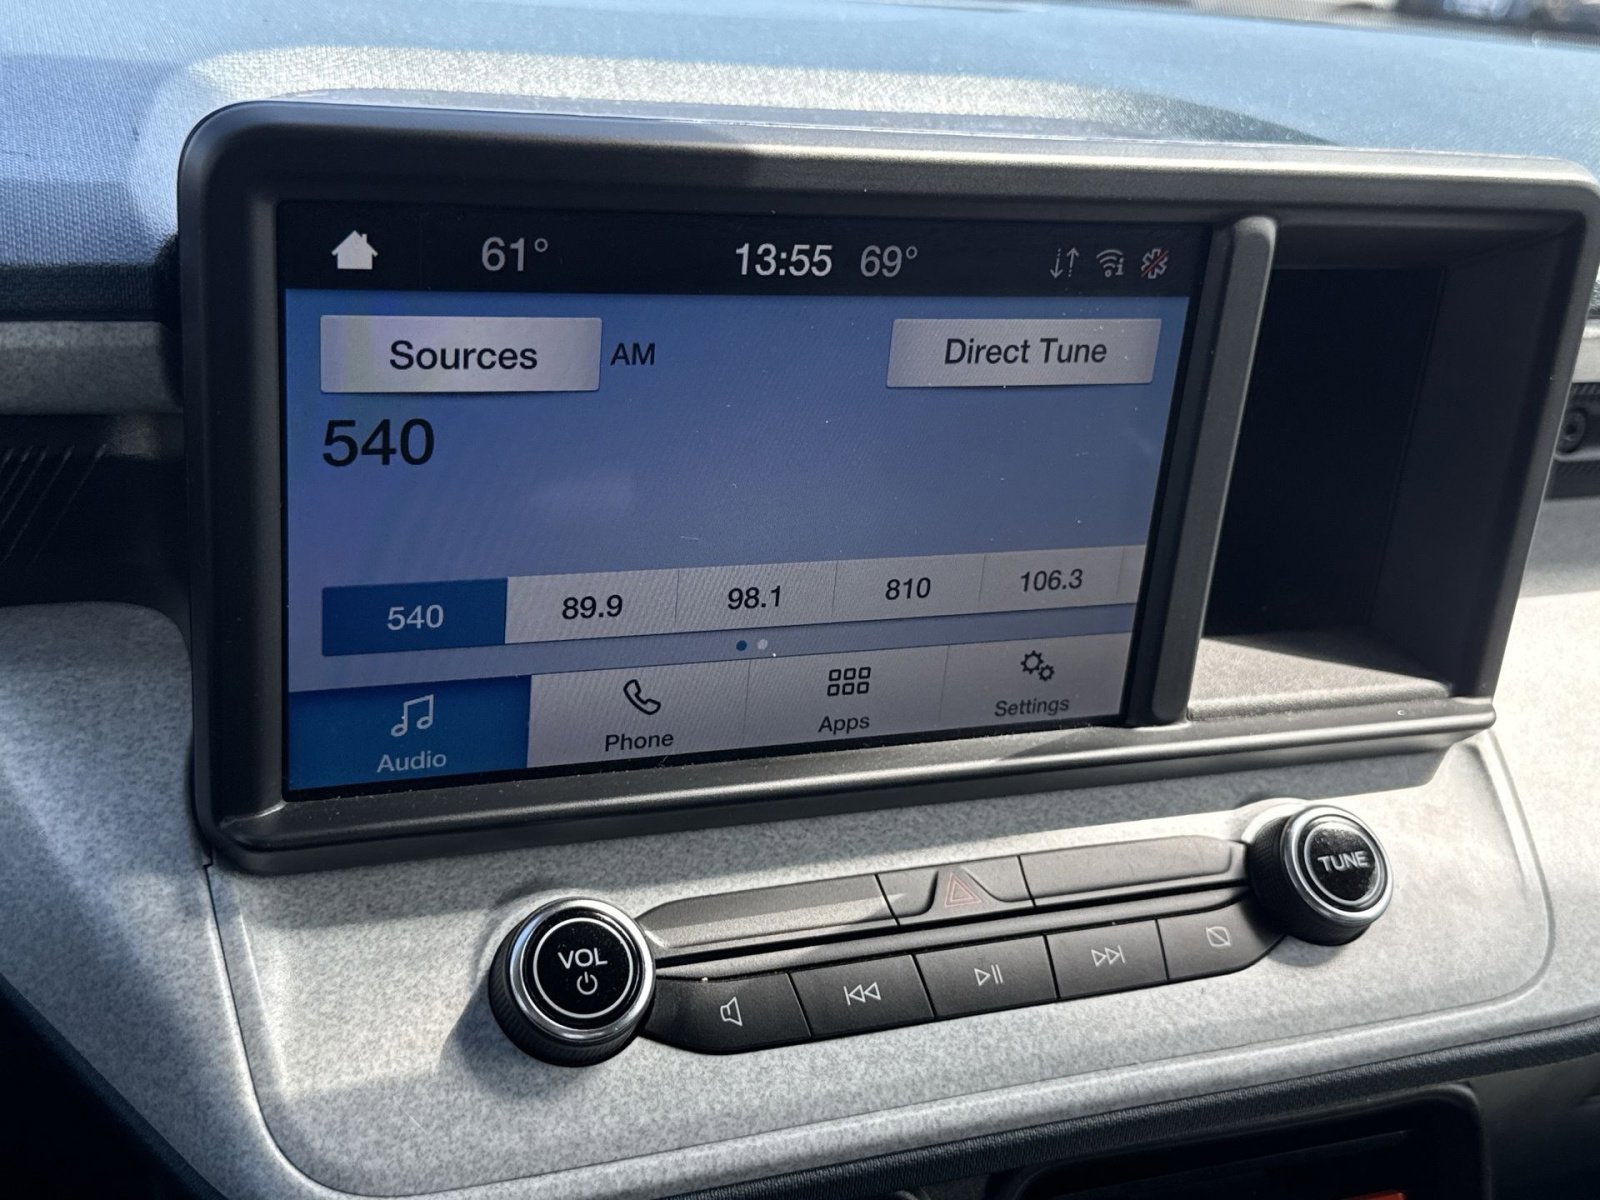 61° 13:55 69°
Sources AM Direct Tune
540
540 89.9 98.1 810 106.3
Audio Phone Apps Settings
TUNE
VOL